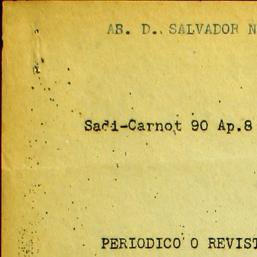 AB. D. SALVADOR N
Sadi-Carnot 90 Ap.8
PERIODICO O REVIST